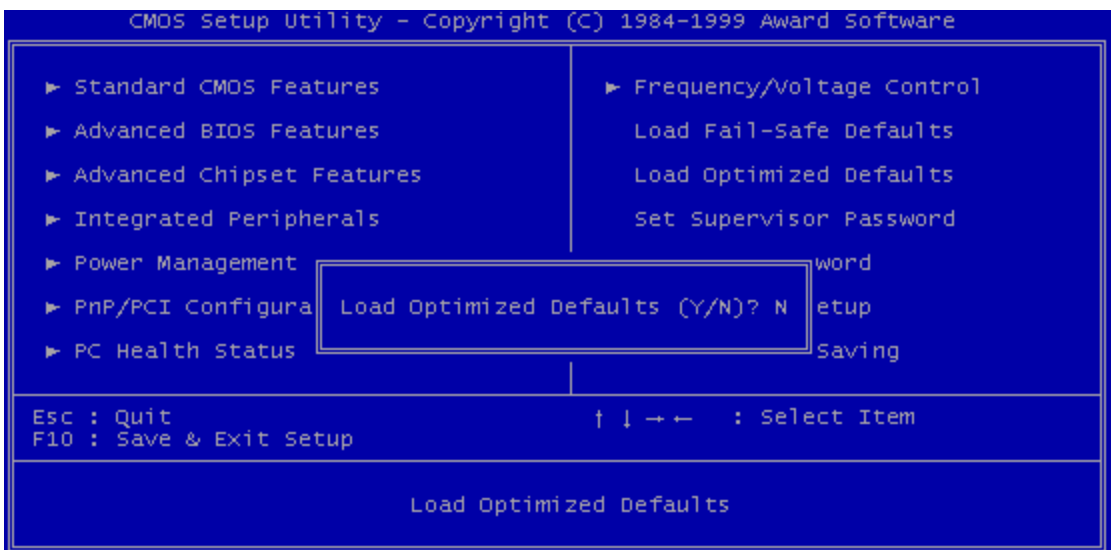 CMOS Setup Utility - Copyright (C) 1984-1999 Award Software
► Standard CMOS Features
► Advanced BIOS Features
► Advanced Chipset Features
► Integrated Peripherals
► Power Management
► PnP/PCI Configura
► PC Health Status
► Frequency/Voltage Control
Load Fail-Safe Defaults
Load Optimized Defaults
Set Supervisor Password
word
etup
Saving
Load Optimized Defaults (Y/N)? N
Esc : Quit
F10 : Save & Exit Setup
↑ ↓ → ← : Select Item
Load Optimized Defaults